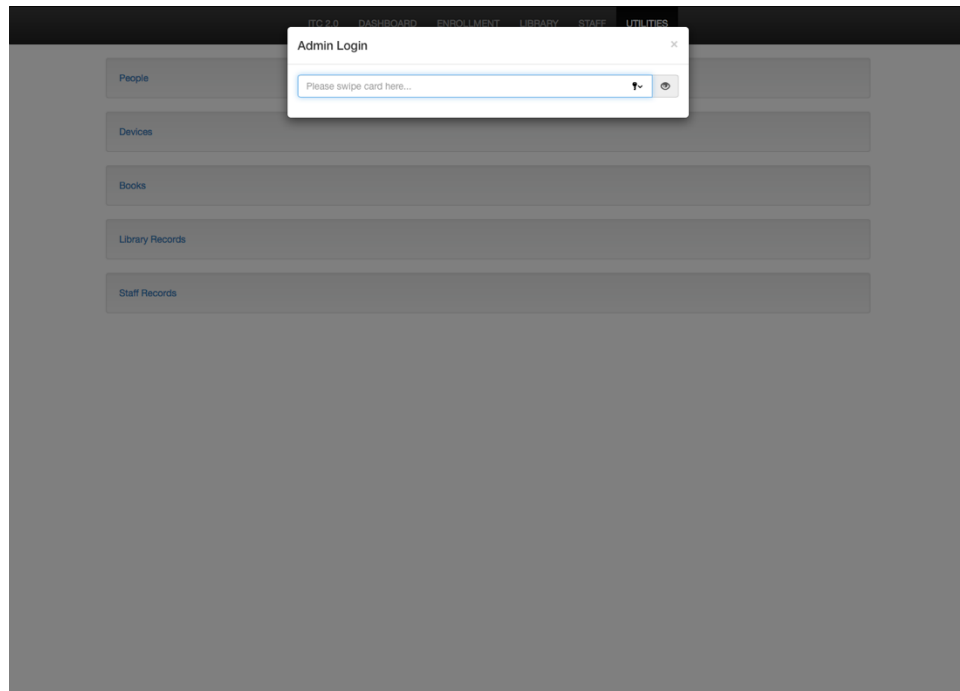 ITC 2.0 DASHBOARD ENROLLMENT LIBRARY STAFF UTILITIES
Admin Login ×
Please swipe card here...
People
Devices
Books
Library Records
Staff Records